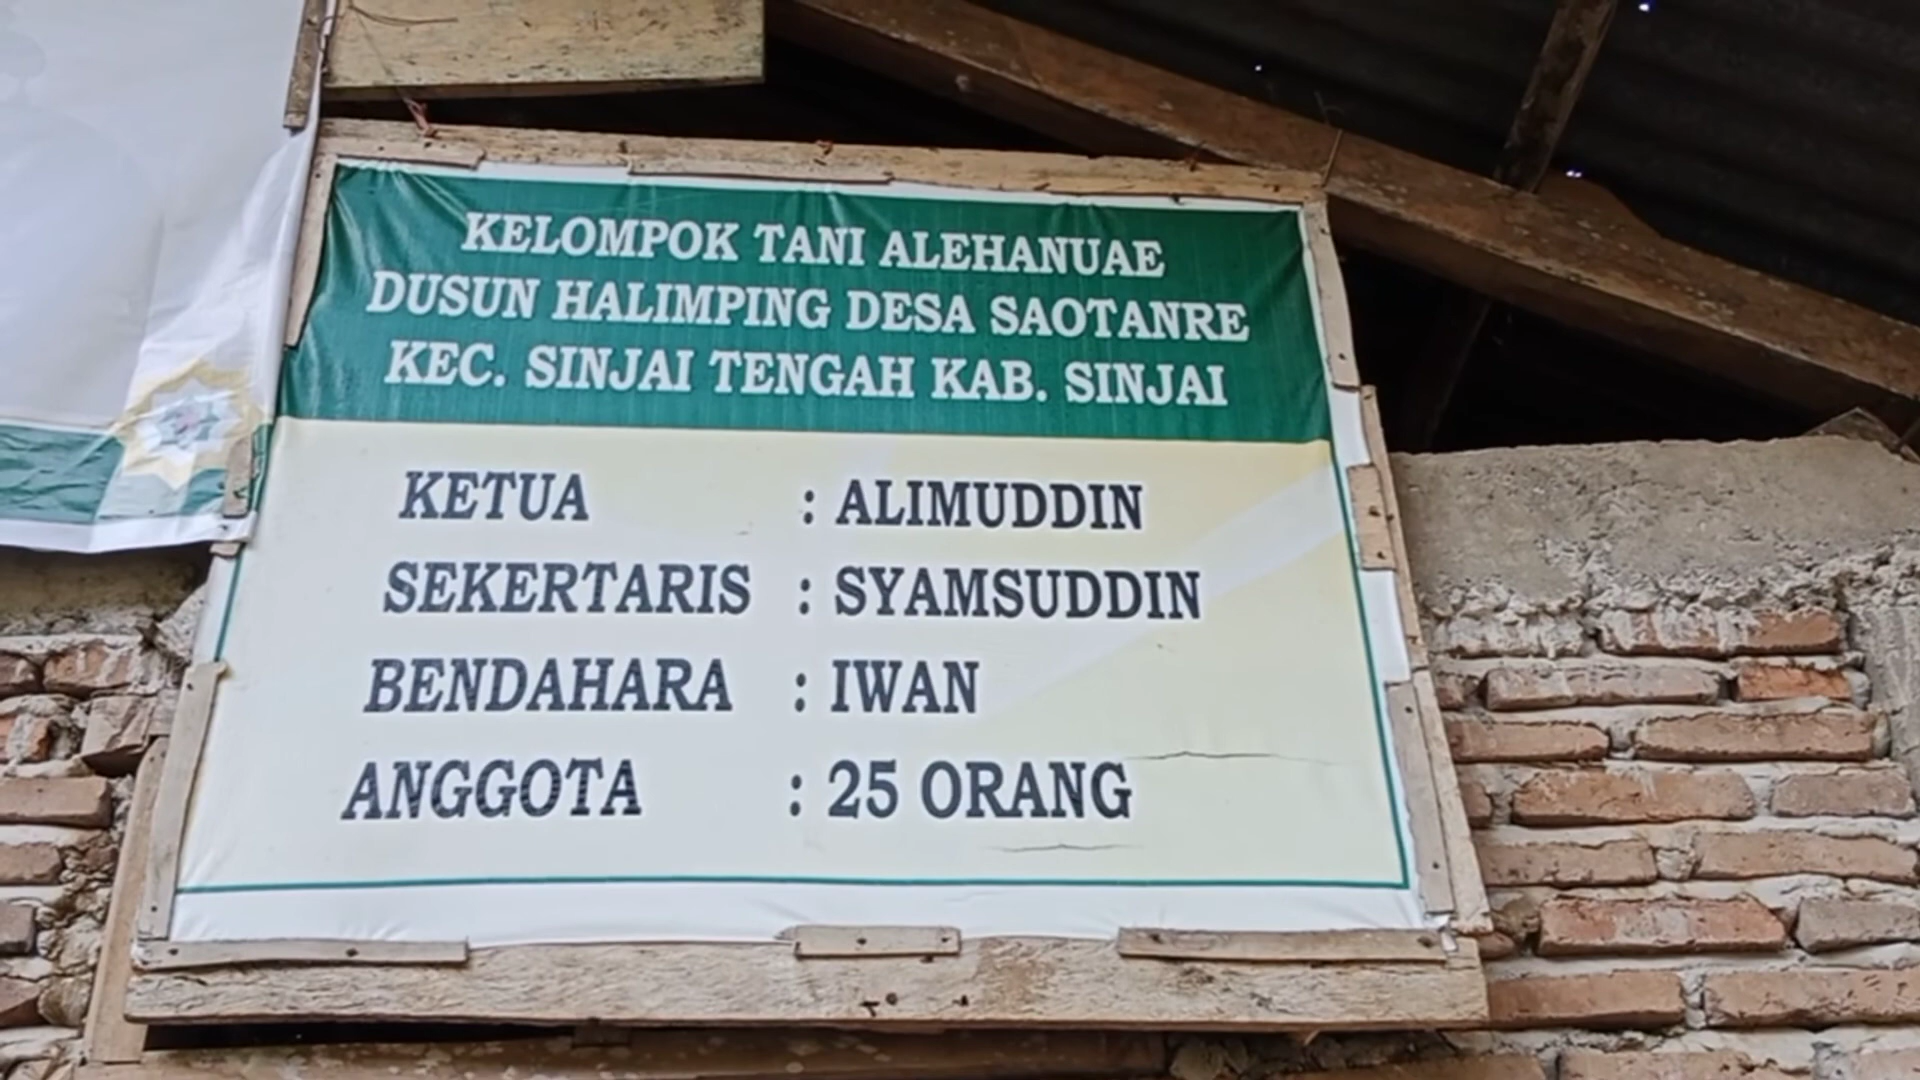 KELOMPOK TANI ALEHANUAE
DUSUN HALIMPING DESA SAOTANRE
KEC. SINJAI TENGAH KAB. SINJAI
KETUA : ALIMUDDIN
SEKERTARIS : SYAMSUDDIN
BENDAHARA : IWAN
ANGGOTA : 25 ORANG